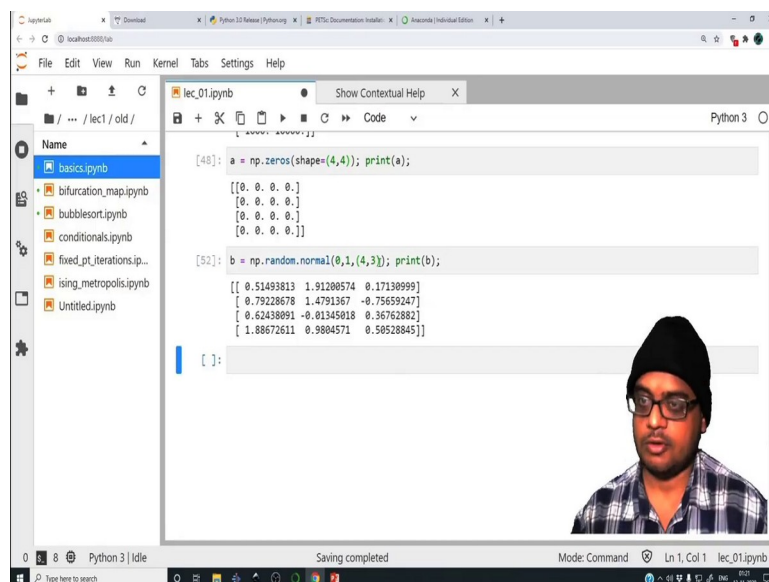 JupyterLab
Download
Python 3.0 Release | Python.org
PETSc: Documentation: Installati
Anaconda | Individual Edition
localhost:8888/lab
File Edit View Run Kernel Tabs Settings Help
lec_01.ipynb
Show Contextual Help
/ ··· / lec1 / old /
Code
Python 3
Name
basics.ipynb
bifurcation_map.ipynb
bubblesort.ipynb
conditionals.ipynb
fixed_pt_iterations.ip...
ising_metropolis.ip...
Untitled.ipynb
[48]: a = np.zeros(shape=(4,4)); print(a);
[[0. 0. 0. 0.]
[0. 0. 0. 0.]
[0. 0. 0. 0.]
[0. 0. 0. 0.]]
[52]: b = np.random.normal(0,1,(4,3)); print(b);
[[ 0.51493813 1.91200574 0.17130999]
[ 0.79228678 1.4791367 -0.75659247]
[ 0.62438091 -0.01345018 0.36762882]
[ 1.88672611 0.9804571 0.50528845]]
[ ]:
0 8 Python 3 | Idle
Saving completed
Mode: Command
Ln 1, Col 1 lec_01.ipynb
Type here to search
ENG
01:21